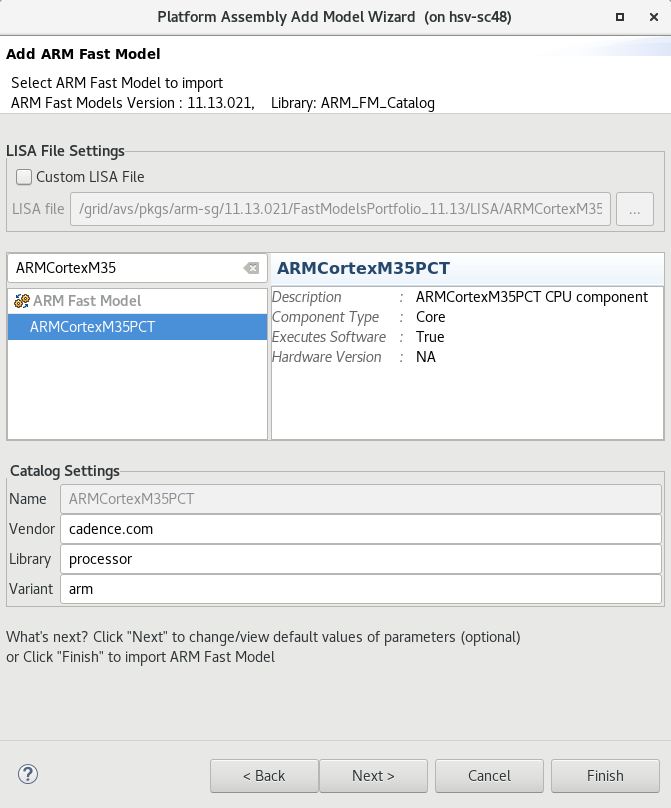 Platform Assembly Add Model Wizard (on hsv-sc48)
Add ARM Fast Model
Select ARM Fast Model to import
ARM Fast Models Version : 11.13.021, Library: ARM_FM_Catalog
LISA File Settings
Custom LISA File
LISA file /grid/avs/pkgs/arm-sg/11.13.021/FastModelsPortfolio_11.13/LISA/ARMCortexM35 ...
ARMCortexM35
ARM Fast Model
ARMCortexM35PCT
ARMCortexM35PCT
Description : ARMCortexM35PCT CPU component
Component Type : Core
Executes Software : True
Hardware Version : NA
Catalog Settings
Name ARMCortexM35PCT
Vendor cadence.com
Library processor
Variant arm
What's next? Click "Next" to change/view default values of parameters (optional)
or Click "Finish" to import ARM Fast Model
? < Back Next > Cancel Finish